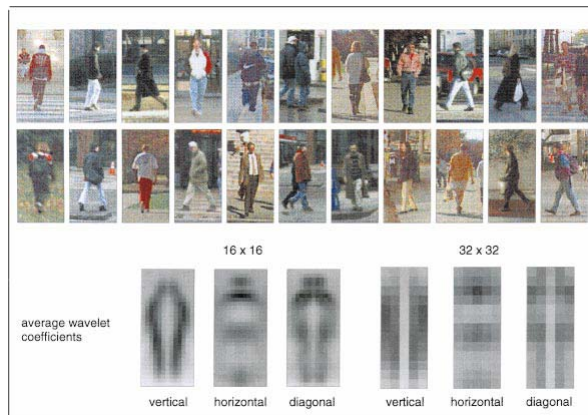 16 x 16
32 x 32
average wavelet
coefficients
vertical
horizontal
diagonal
vertical
horizontal
diagonal